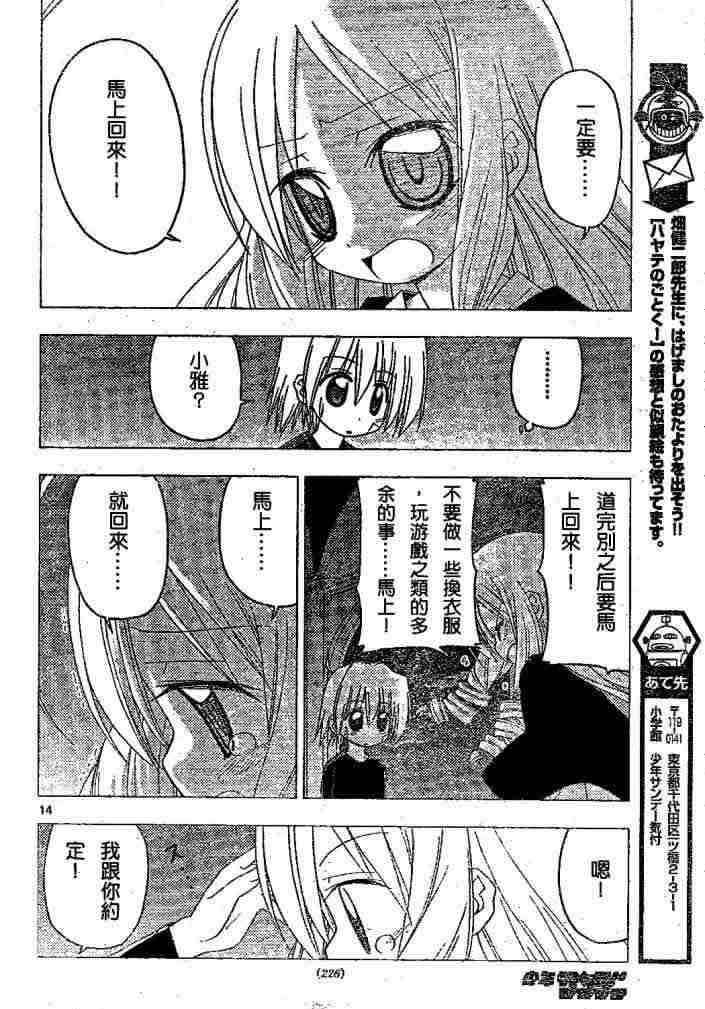 一定要……
馬上回來！！
………
小雅？
道完別之后要馬
上回來！！
不要做一些換衣服
，玩游戲之類的多
余的事……馬上！
馬上…
就回來……
嗯！
我跟你約
定！
ス
14
(226)
畑健二郎先生に、はげましのおたよりを出そう!!
「ハヤテのごとく！」の感想と似顔絵も待ってます。
あて先
〒119-0141 東京都千代田区一ツ橋2-3-1
小学館 少年サンデー気付